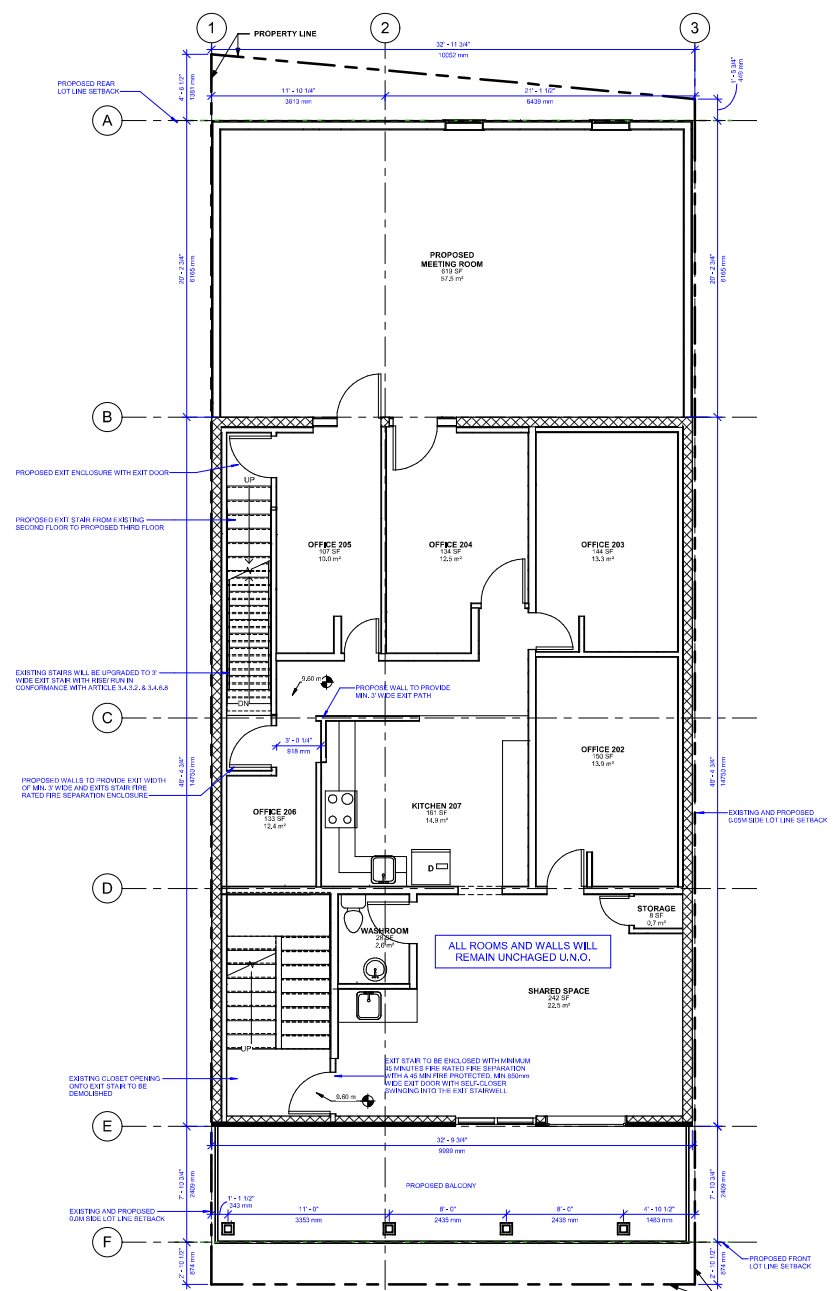 1
2
3
PROPERTY LINE
32' - 11 3/4"
10052 mm
11' - 10 1/4"
3613 mm
21' - 1 1/2"
6439 mm
4' - 6 1/2"
1381 mm
1' - 5 3/4"
449 mm
PROPOSED REAR
LOT LINE SETBACK
A
20' - 2 3/4"
6165 mm
PROPOSED
MEETING ROOM
619 SF
57.5 m²
20' - 2 3/4"
6165 mm
B
PROPOSED EXIT ENCLOSURE WITH EXIT DOOR
UP
PROPOSED EXIT STAIR FROM EXISTING
SECOND FLOOR TO PROPOSED THIRD FLOOR
OFFICE 205
107 SF
10.0 m²
OFFICE 204
134 SF
12.5 m²
OFFICE 203
144 SF
13.3 m²
EXISTING STAIRS WILL BE UPGRADED TO 3'
WIDE EXIT STAIR WITH RISE/ RUN IN
CONFORMANCE WITH ARTICLE 3.4.3.2. & 3.4.6.8
DN
9.60 m
PROPOSE WALL TO PROVIDE
MIN. 3' WIDE EXIT PATH
C
3' - 0 1/4"
918 mm
48' - 4 3/4"
14750 mm
48' - 4 3/4"
14750 mm
PROPOSED WALLS TO PROVIDE EXIT WIDTH
OF MIN. 3' WIDE AND EXITS STAIR FIRE
RATED FIRE SEPARATION ENCLOSURE
OFFICE 202
150 SF
13.9 m²
OFFICE 206
133 SF
12.4 m²
KITCHEN 207
161 SF
14.9 m²
EXISTING AND PROPOSED
0.05M SIDE LOT LINE SETBACK
D
D
STORAGE
8 SF
0.7 m²
WASHROOM
28 SF
2.6 m²
ALL ROOMS AND WALLS WILL
REMAIN UNCHAGED U.N.O.
SHARED SPACE
242 SF
22.5 m²
UP
EXISTING CLOSET OPENING
ONTO EXIT STAIR TO BE
DEMOLISHED
EXIT STAIR TO BE ENCLOSED WITH MINIMUM
45 MINUTES FIRE RATED FIRE SEPARATION
WITH A 45 MIN FIRE PROTECTED, MIN 850mm
WIDE EXIT DOOR WITH SELF-CLOSER
SWINGING INTO THE EXIT STAIRWELL
9.60 m
E
32' - 9 3/4"
9999 mm
7' - 10 3/4"
2409 mm
PROPOSED BALCONY
7' - 10 3/4"
2409 mm
1' - 1 1/2"
343 mm
11' - 0"
3353 mm
8' - 0"
2435 mm
8' - 0"
2438 mm
4' - 10 1/2"
1483 mm
EXISTING AND PROPOSED
0.0M SIDE LOT LINE SETBACK
F
2' - 10 1/2"
874 mm
2' - 10 1/2"
874 mm
PROPOSED FRONT
LOT LINE SETBACK